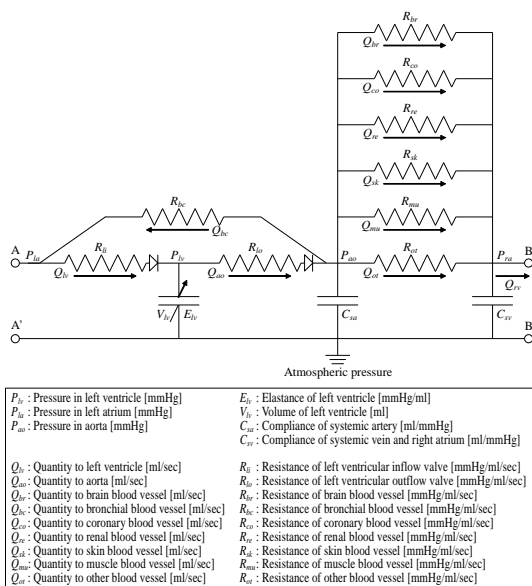 R_br
Q_br
R_co
Q_co
R_re
Q_re
R_sk
Q_sk
R_bc
R_mu
Q_bc
Q_mu
A P_la R_li P_lv R_lo P_ao R_ot P_ra B
Q_lv Q_ao Q_ot Q_rv
V_lv E_lv C_sa C_sv
A' B
Atmospheric pressure
P_lv : Pressure in left ventricle [mmHg]
P_la : Pressure in left atrium [mmHg]
P_ao : Pressure in aorta [mmHg]
E_lv : Elastance of left ventricle [mmHg/ml]
V_lv : Volume of left ventricle [ml]
C_sa : Compliance of systemic artery [ml/mmHg]
C_sv : Compliance of systemic vein and right atrium [ml/mmHg]
Q_lv : Quantity to left ventricle [ml/sec]
Q_ao : Quantity to aorta [ml/sec]
Q_br : Quantity to brain blood vessel [ml/sec]
Q_bc : Quantity to bronchial blood vessel [ml/sec]
Q_co : Quantity to coronary blood vessel [ml/sec]
Q_re : Quantity to renal blood vessel [ml/sec]
Q_sk : Quantity to skin blood vessel [ml/sec]
Q_mu: Quantity to muscle blood vessel [ml/sec]
Q_ot : Quantity to other blood vessel [ml/sec]
R_li : Resistance of left ventricular inflow valve [mmHg/ml/sec]
R_lo : Resistance of left ventricular outflow valve [mmHg/ml/sec]
R_br : Resistance of brain blood vessel [mmHg/ml/sec]
R_bc : Resistance of bronchial blood vessel [mmHg/ml/sec]
R_co : Resistance of coronary blood vessel [mmHg/ml/sec]
R_re : Resistance of renal blood vessel [mmHg/ml/sec]
R_sk : Resistance of skin blood vessel [mmHg/ml/sec]
R_mu : Resistance of muscle blood vessel [mmHg/ml/sec]
R_ot : Resistance of other blood vessel [mmHg/ml/sec]